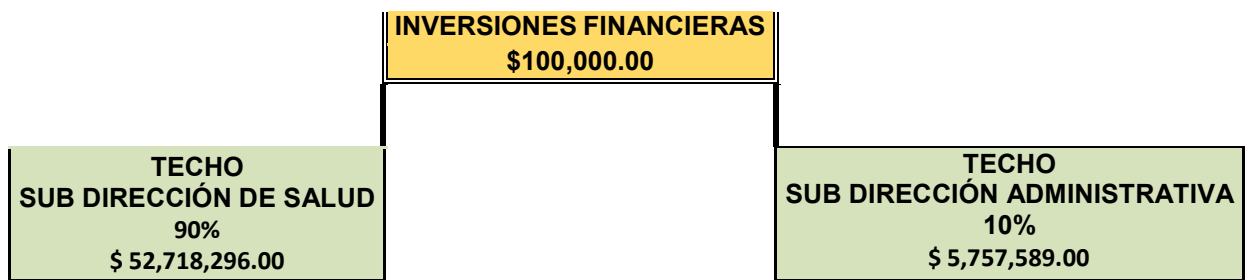 INVERSIONES FINANCIERAS
$100,000.00
TECHO
SUB DIRECCIÓN DE SALUD
90%
$ 52,718,296.00
TECHO
SUB DIRECCIÓN ADMINISTRATIVA
10%
$ 5,757,589.00